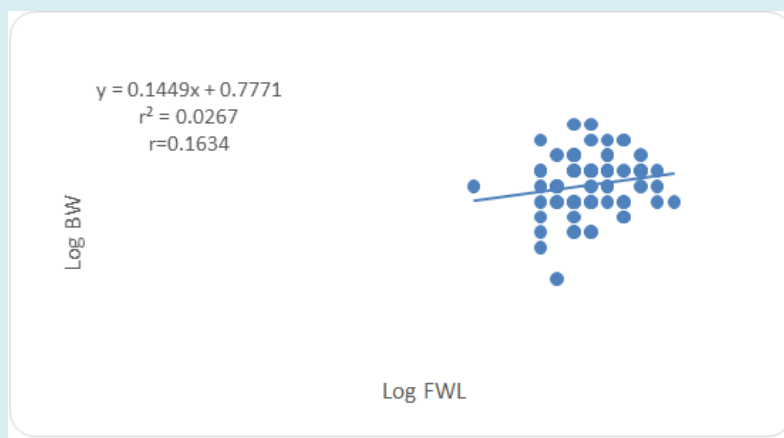 y = 0.1449x + 0.7771
r² = 0.0267
r=0.1634
Log BW
Log FWL